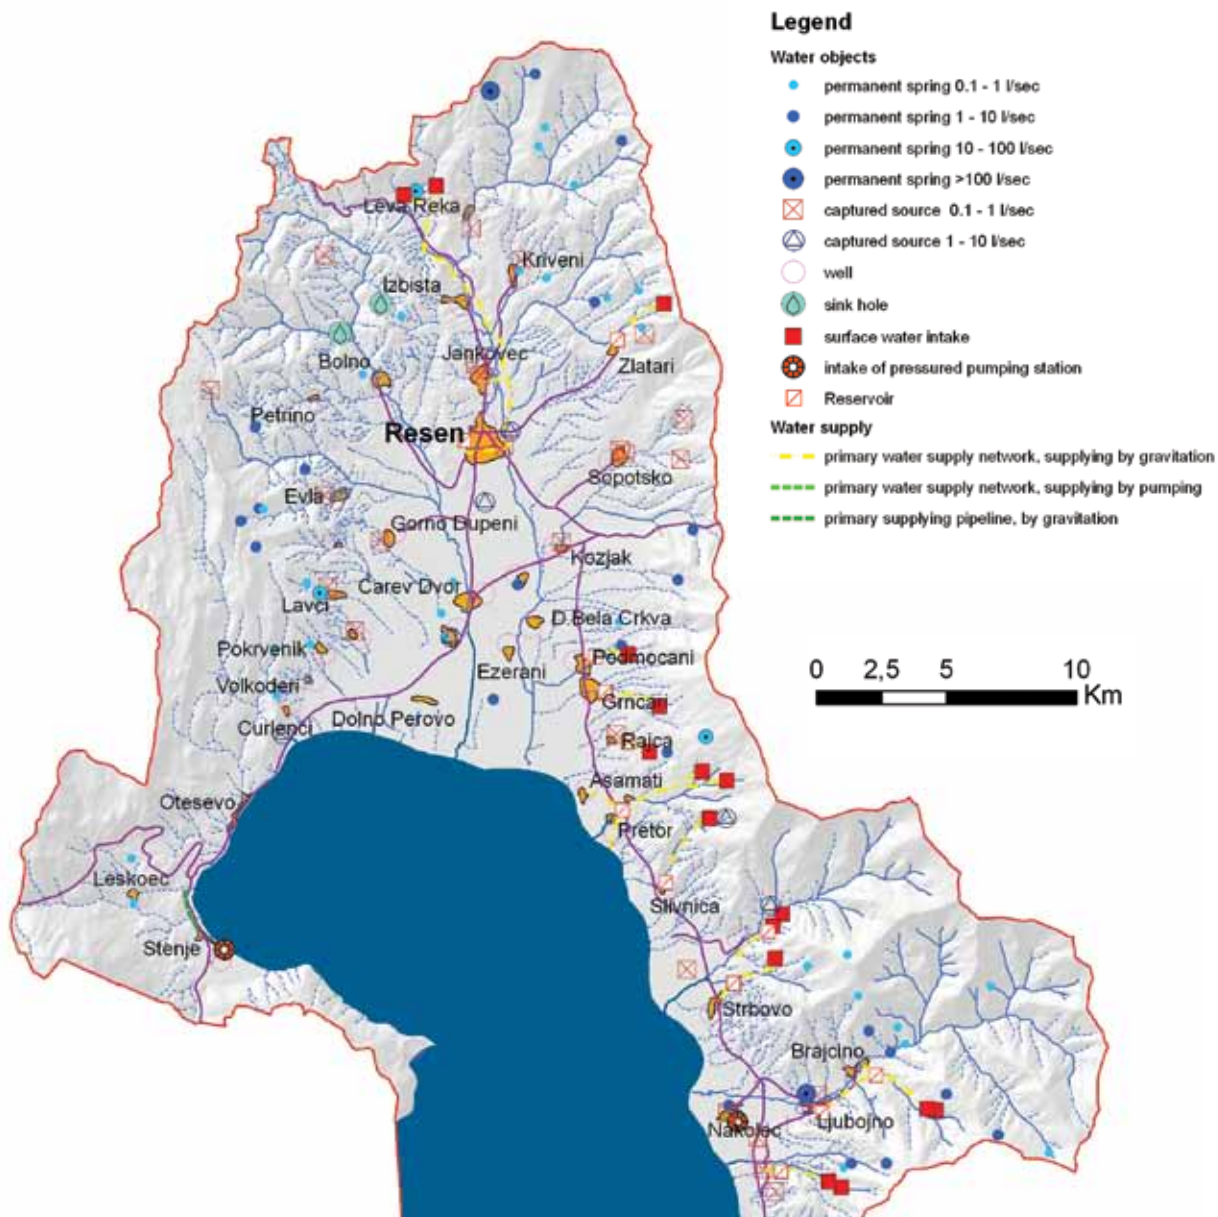 Legend
Water objects
permanent spring 0.1 - 1 l/sec
permanent spring 1 - 10 l/sec
permanent spring 10 - 100 l/sec
permanent spring >100 l/sec
captured source 0.1 - 1 l/sec
captured source 1 - 10 l/sec
well
sink hole
surface water intake
intake of pressured pumping station
Reservoir
Water supply
primary water supply network, supplying by gravitation
primary water supply network, supplying by pumping
primary supplying pipeline, by gravitation
0 2,5 5 10
Km
Leva Reka
Kriveni
Izbista
Jankovec
Zlatari
Bolno
Petrino
Resen
Sopotsko
Evla
Gorno Dupeni
Kozjak
Carev Dvor
Lavci
D.Bela Crkva
Pokrvenik
Podmocani
Ezerani
Volkoderi
Grncari
Dolno Perovo
Curlenci
Rajca
Asamati
Otesevo
Pretor
Leskoec
Slivnica
Stenje
Strbovo
Brajcino
Ljubojno
Nakolec